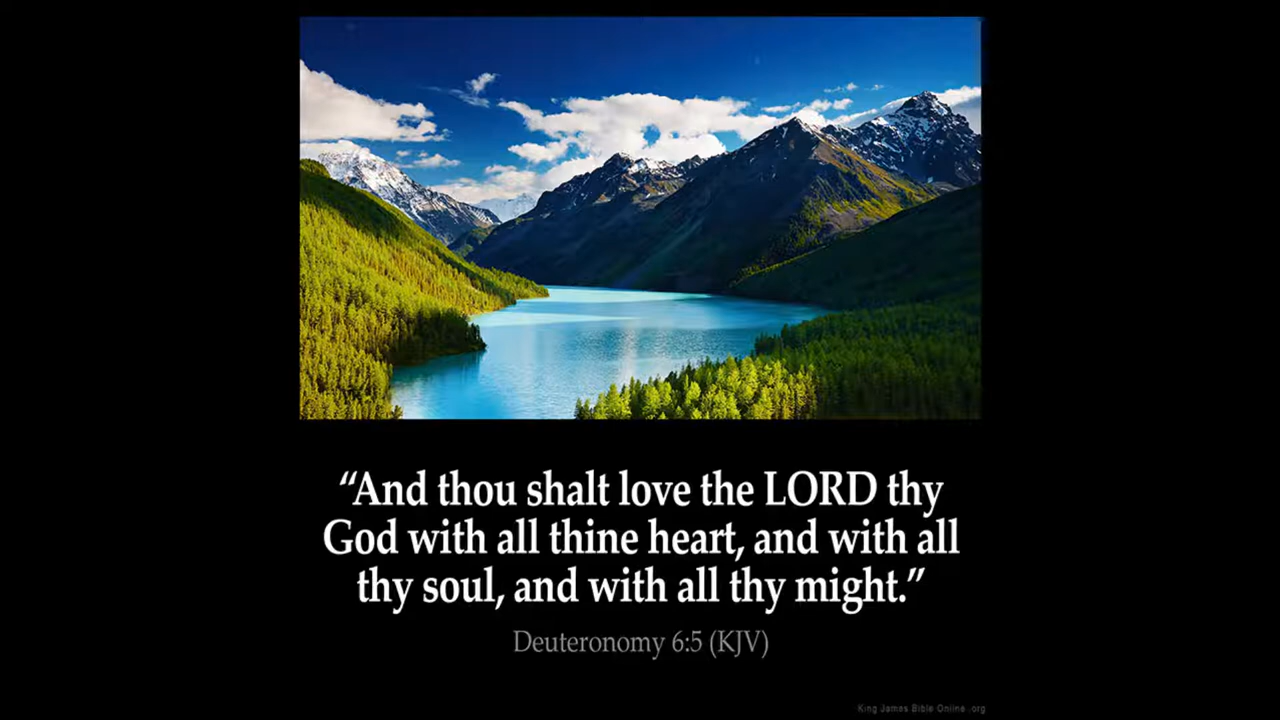 “And thou shalt love the LORD thy
God with all thine heart, and with all
thy soul, and with all thy might.”
Deuteronomy 6:5 (KJV)
King James Bible Online .org